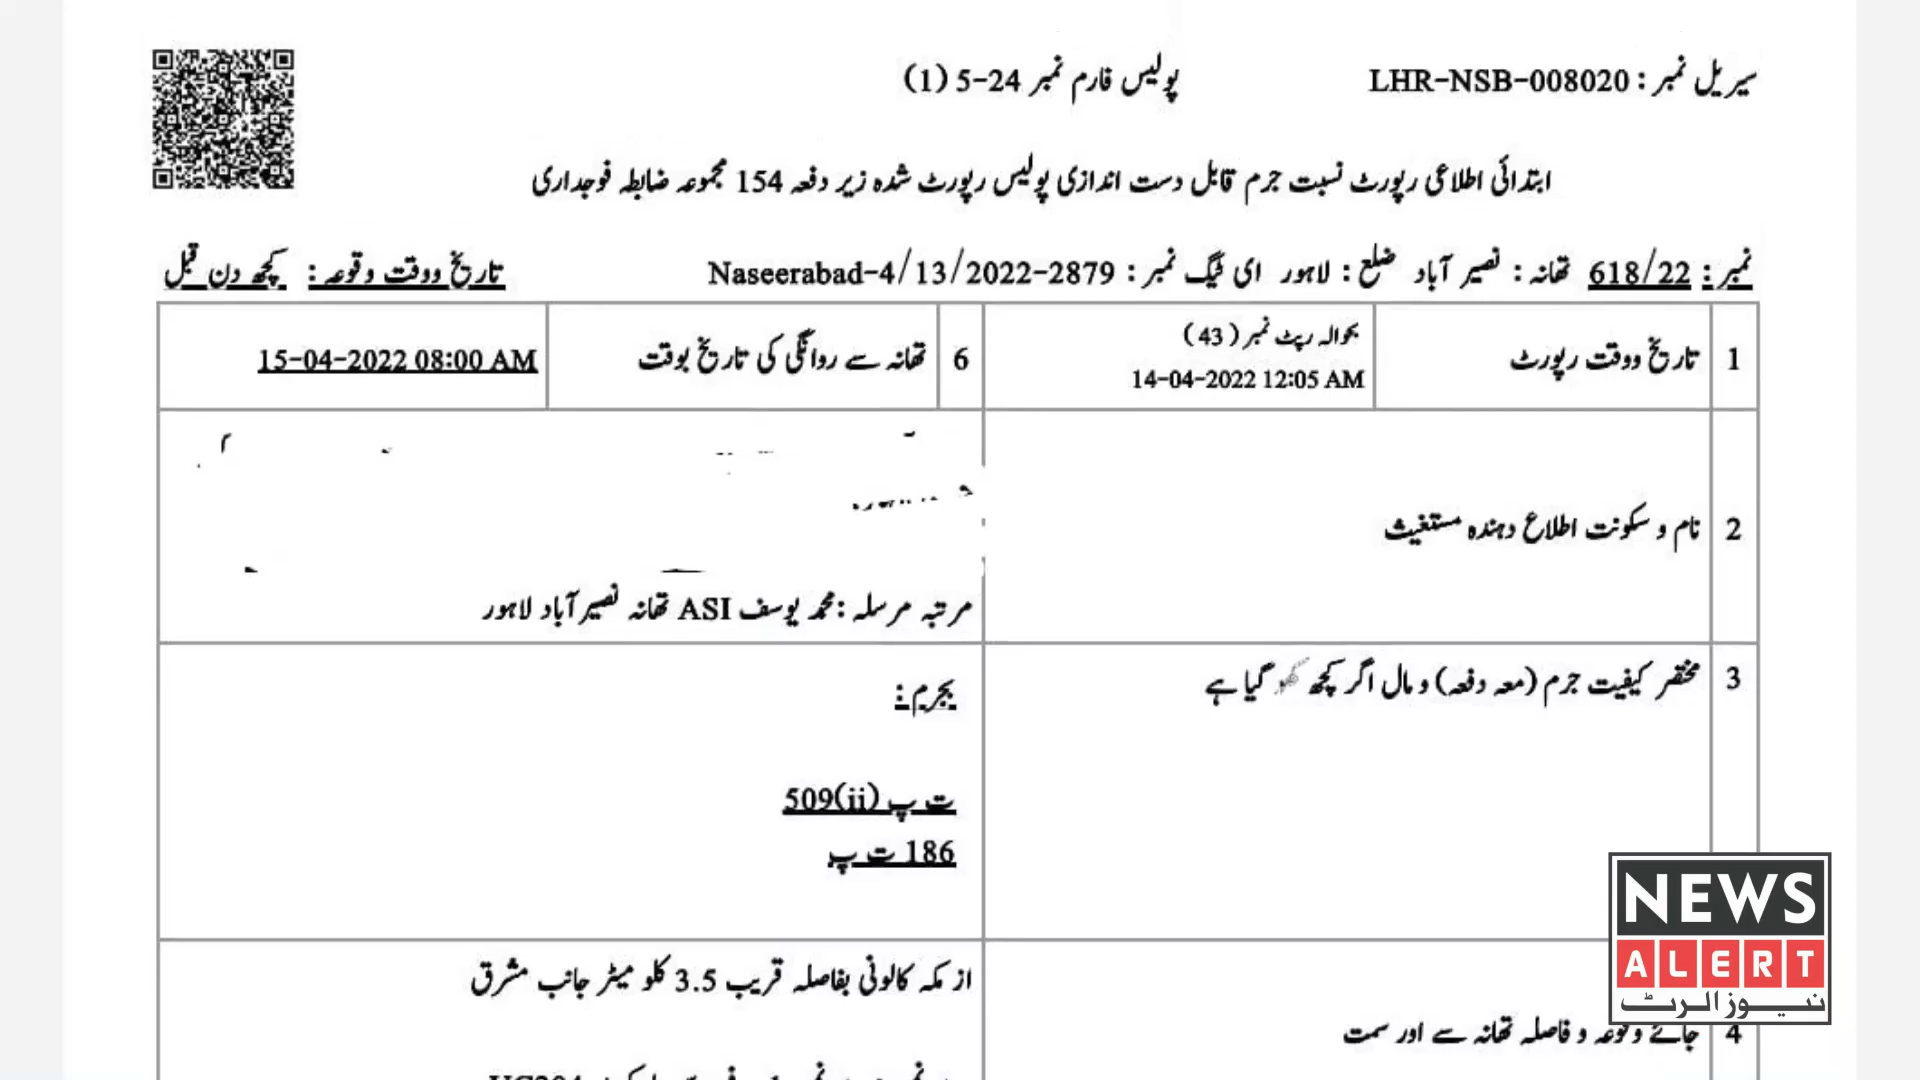 سیریل نمبر : LHR-NSB-008020
پولیس فارم نمبر 24-5 (1)
ابتدائی اطلاعی رپورٹ نسبت جرم قابل دست اندازی پولیس رپورٹ شدہ زیر دفعہ 154 مجموعہ ضابطہ فوجداری
نمبر : 618/22 تھانہ : نصیر آباد ضلع : لاہور ای ٹیگ نمبر : Naseerabad-4/13/2022-2879 تاریخ ووقت وقوعہ : کچھ دن قبل
1 تاریخ ووقت رپورٹ
بحوالہ رپٹ نمبر (43)
14-04-2022 12:05 AM
6 تھانہ سے روانگی کی تاریخ بوقت
15-04-2022 08:00 AM
2 نام و سکونت اطلاع دہندہ مستغیث
مرتبہ مرسلہ :محمد یوسف ASI تھانہ نصیرآباد لاہور
3 مختصر کیفیت جرم (معہ دفعہ) و مال اگر کچھ کھو گیا ہے
بجرم :
ت پ 509(ii)
186 ت پ
4 جائے وقوعہ و فاصلہ تھانہ سے اور سمت
از مکہ کالونی بفاصلہ قریب 3.5 کلو میٹر جانب مشرق
NEWS
ALERT
نیوز الرٹ